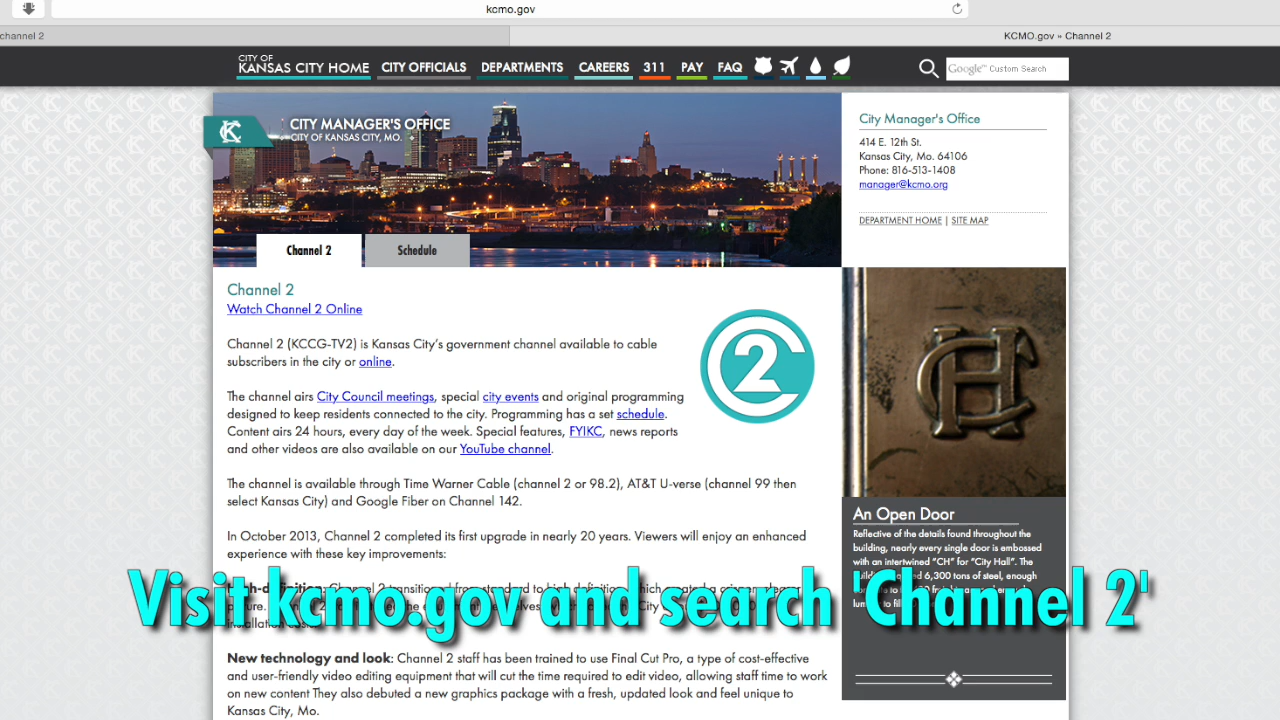 kcmo.gov
channel 2
KCMO.gov » Channel 2
CITY OF
KANSAS CITY HOME
CITY OFFICIALS
DEPARTMENTS
CAREERS
311
PAY
FAQ
Google™ Custom Search
KC
CITY MANAGER'S OFFICE
CITY OF KANSAS CITY, MO.
Channel 2
Schedule
City Manager's Office
414 E. 12th St.
Kansas City, Mo. 64106
Phone: 816-513-1408
manager@kcmo.org
DEPARTMENT HOME | SITE MAP
Channel 2
Watch Channel 2 Online
Channel 2 (KCCG-TV2) is Kansas City's government channel available to cable
subscribers in the city or online.
The channel airs City Council meetings, special city events and original programming
designed to keep residents connected to the city. Programming has a set schedule.
Content airs 24 hours, every day of the week. Special features, FYIKC, news reports
and other videos are also available on our YouTube channel.
2
The channel is available through Time Warner Cable (channel 2 or 98.2), AT&T U-verse (channel 99 then
select Kansas City) and Google Fiber on Channel 142.
In October 2013, Channel 2 completed its first upgrade in nearly 20 years. Viewers will enjoy an enhanced
experience with these key improvements:
Visit kcmo.gov and search 'Channel 2'
New technology and look: Channel 2 staff has been trained to use Final Cut Pro, a type of cost-effective
and user-friendly video editing equipment that will cut the time required to edit video, allowing staff time to work
on new content They also debuted a new graphics package with a fresh, updated look and feel unique to
Kansas City, Mo.
CH
An Open Door
Reflective of the details found throughout the
building, nearly every single door is embossed
with an intertwined "CH" for "City Hall". The
6,300 tons of steel, enough